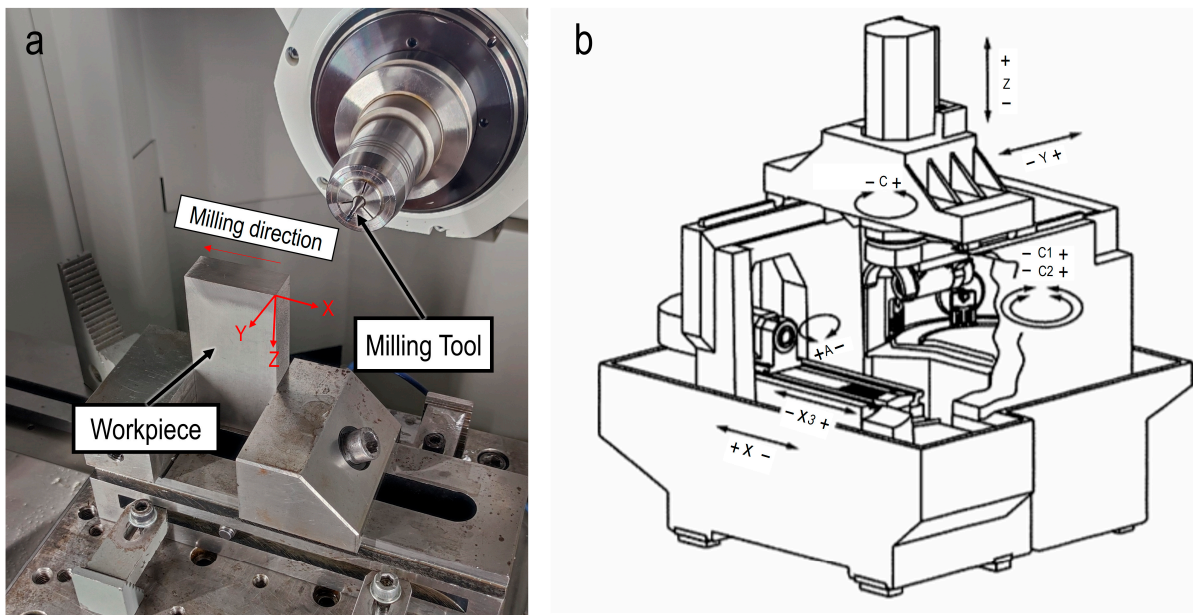 a
Milling direction
X
Y
Z
Milling Tool
Workpiece
b
+
Z
-
- Y +
- C +
- C1 +
- C2 +
+A-
- X3 +
+ X -